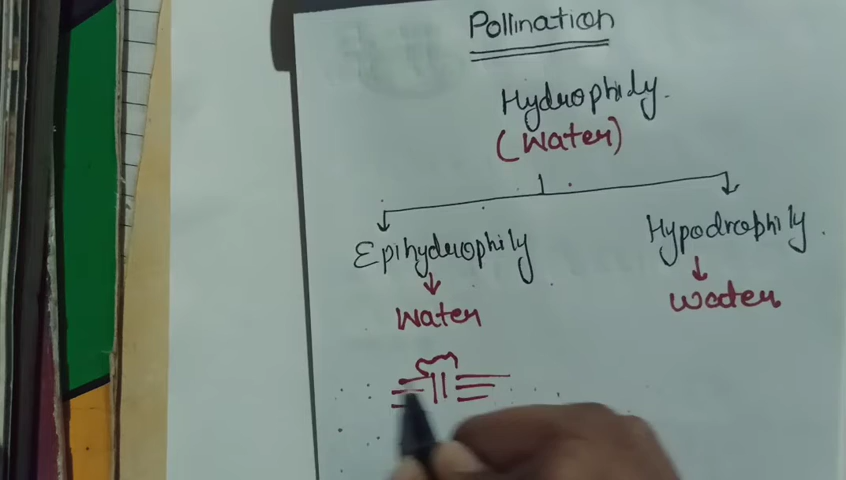 Pollination
Hydrophily.
(Water)
Epihydrophily
Hypodrophily.
Water
Water